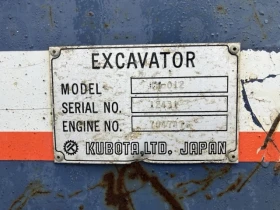 EXCAVATOR
MODEL
SERIAL NO.
ENGINE NO.
KUBOTA, LTD. JAPAN